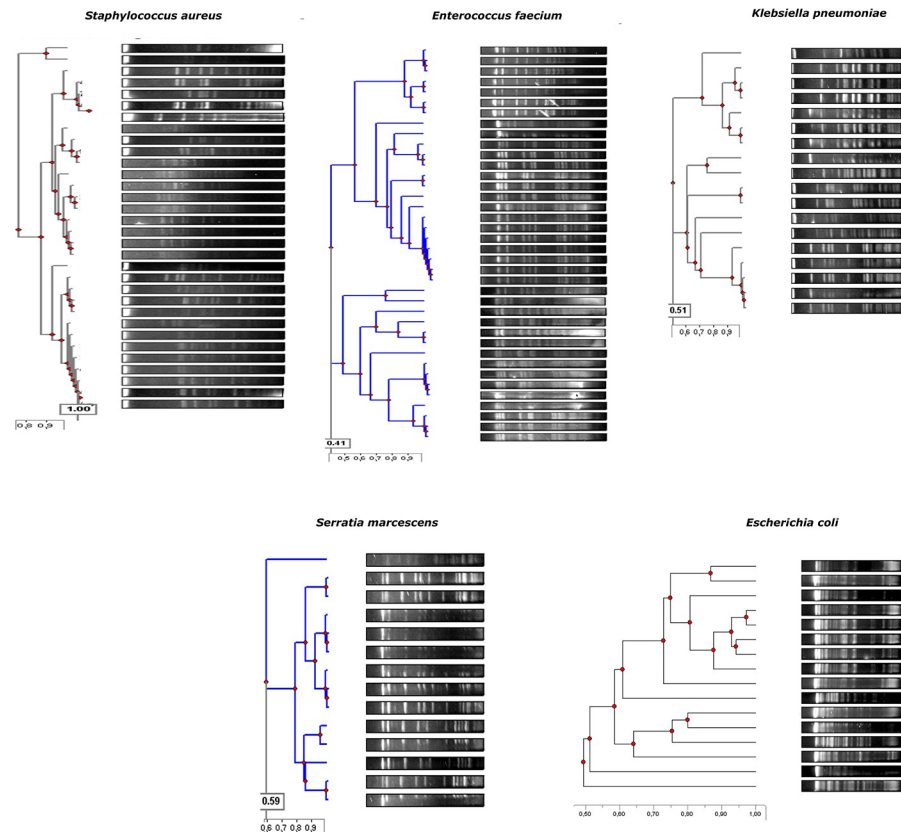 Staphylococcus aureus
Enterococcus faecium
Klebsiella pneumoniae
1.00
0,8 0,9
0.41
0,5 0,6 0,7 0,8 0,9
0.51
0,6 0,7 0,8 0,9
Serratia marcescens
Escherichia coli
0.59
0,6 0,7 0,8 0,9
0,60 0,70 0,80 0,90 1,00